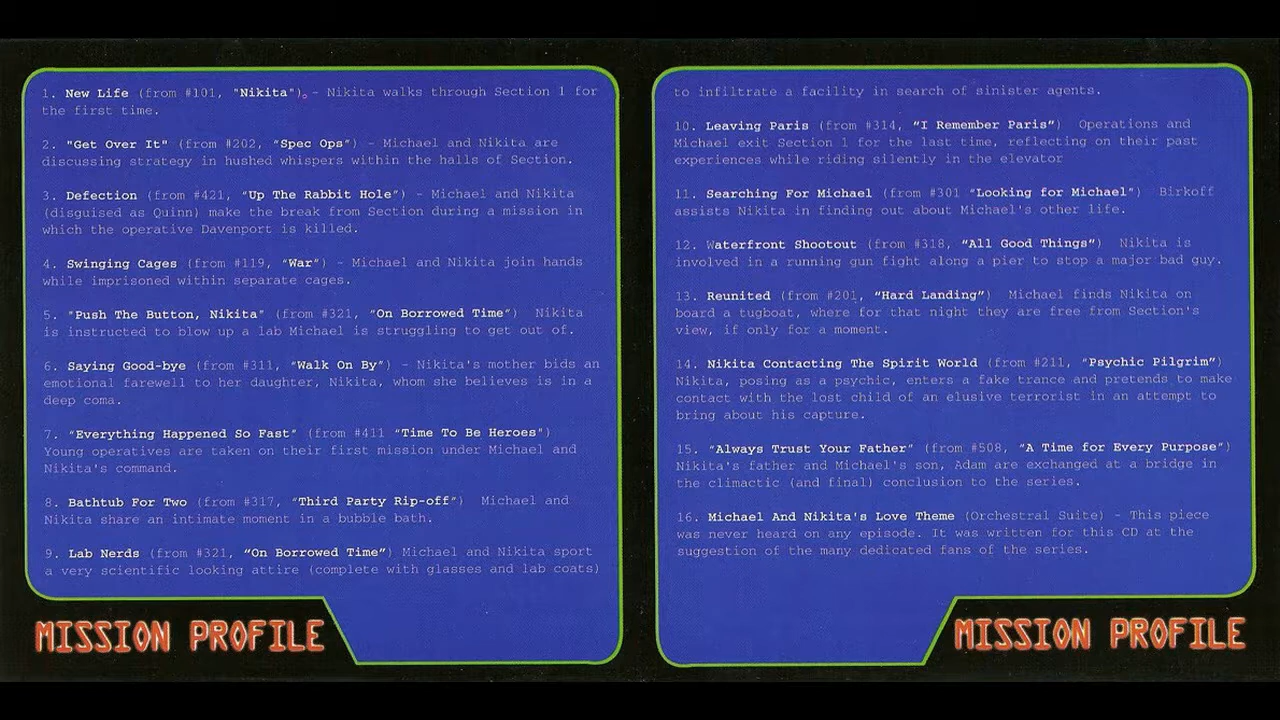 1. New Life (from #101, "Nikita") - Nikita walks through Section 1 for
the first time.
2. "Get Over It" (from #202, "Spec Ops") - Michael and Nikita are
discussing strategy in hushed whispers within the halls of Section.
3. Defection (from #421, "Up The Rabbit Hole") - Michael and Nikita
(disguised as Quinn) make the break from Section during a mission in
which the operative Davenport is killed.
4. Swinging Cages (from #119, "War") - Michael and Nikita join hands
while imprisoned within separate cages.
5. "Push The Button, Nikita" (from #321, "On Borrowed Time") Nikita
is instructed to blow up a lab Michael is struggling to get out of.
6. Saying Good-bye (from #311, "Walk On By") - Nikita's mother bids an
emotional farewell to her daughter, Nikita, whom she believes is in a
deep coma.
7. "Everything Happened So Fast" (from #411 "Time To Be Heroes")
Young operatives are taken on their first mission under Michael and
Nikita's command.
8. Bathtub For Two (from #317, "Third Party Rip-off") Michael and
Nikita share an intimate moment in a bubble bath.
9. Lab Nerds (from #321, "On Borrowed Time") Michael and Nikita sport
a very scientific looking attire (complete with glasses and lab coats)
MISSION PROFILE
to infiltrate a facility in search of sinister agents.
10. Leaving Paris (from #314, "I Remember Paris") Operations and
Michael exit Section 1 for the last time, reflecting on their past
experiences while riding silently in the elevator
11. Searching For Michael (from #301 "Looking for Michael") Birkoff
assists Nikita in finding out about Michael's other life.
12. Waterfront Shootout (from #318, "All Good Things") Nikita is
involved in a running gun fight along a pier to stop a major bad guy.
13. Reunited (from #201, "Hard Landing") Michael finds Nikita on
board a tugboat, where for that night they are free from Section's
view, if only for a moment.
14. Nikita Contacting The Spirit World (from #211, "Psychic Pilgrim")
Nikita, posing as a psychic, enters a fake trance and pretends to make
contact with the lost child of an elusive terrorist in an attempt to
bring about his capture.
15. "Always Trust Your Father" (from #508, "A Time for Every Purpose")
Nikita's father and Michael's son, Adam are exchanged at a bridge in
the climactic (and final) conclusion to the series.
16. Michael And Nikita's Love Theme (Orchestral Suite) - This piece
was never heard on any episode. It was written for this CD at the
suggestion of the many dedicated fans of the series.
MISSION PROFILE